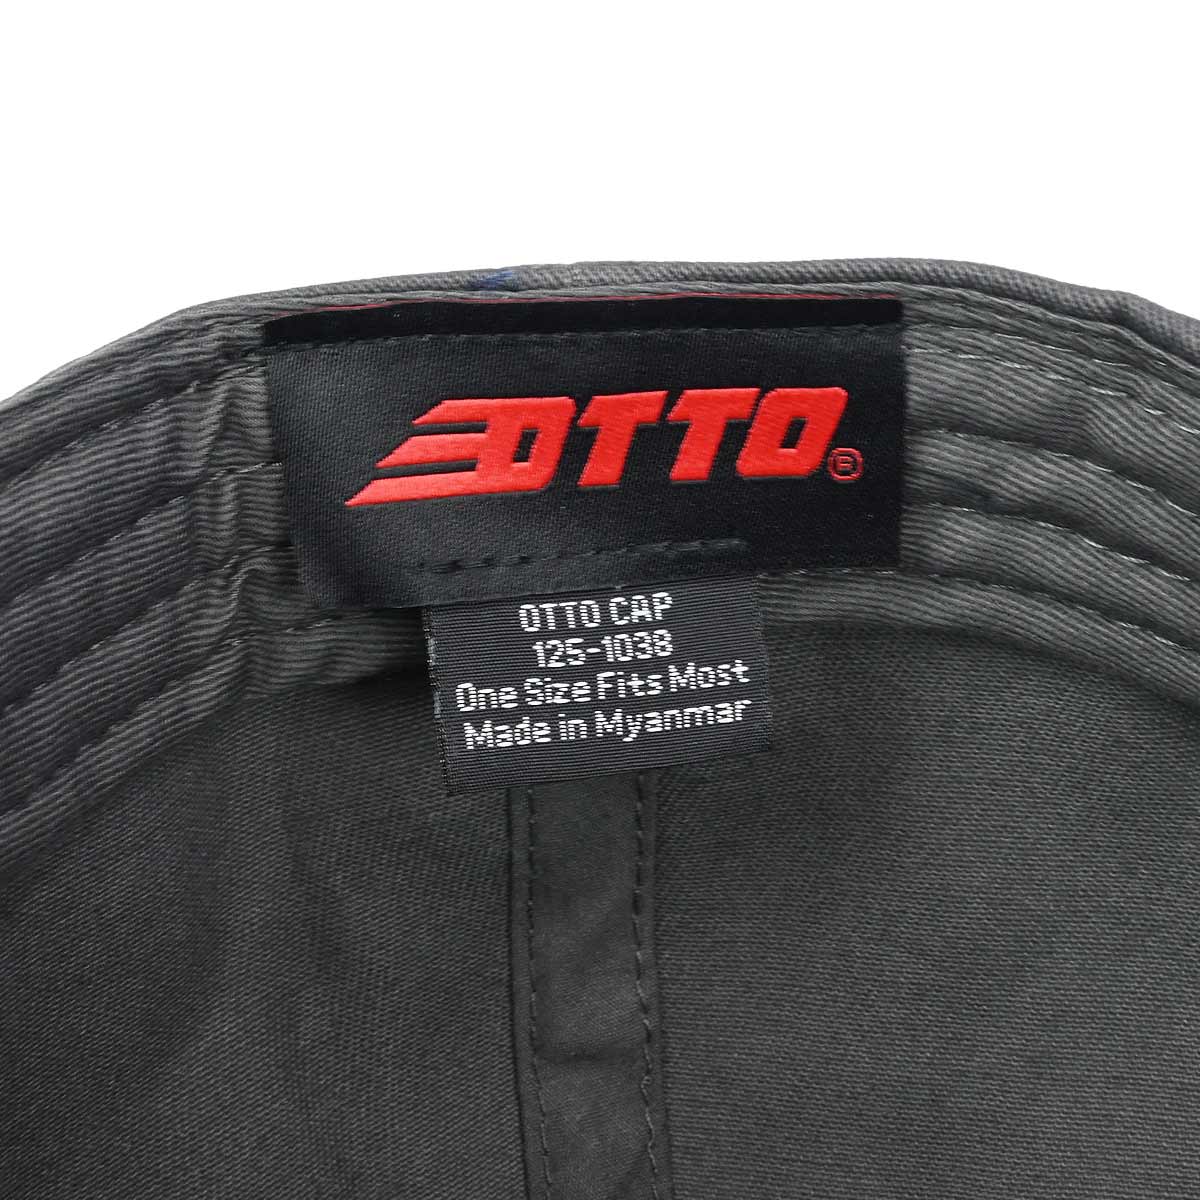 OTTO®
OTTO CAP
125-1038
One Size Fits Most
Made in Myanmar